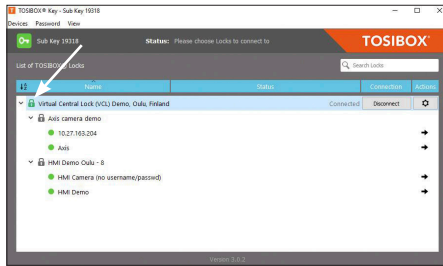 TOSIBOX® Key - Sub Key 19318
Devices Password View
Sub Key 19318 Status: Please choose Locks to connect to TOSIBOX®
List of TOSIBOX® Locks Search Locks
Name Status Connection Actions
Virtual Central Lock (VCL) Demo, Oulu, Finland Connected Disconnect
Axis camera demo
10.27.163.204
Axis
HMI Demo Oulu - 8
HMI Camera (no username/passwd)
HMI Demo
Version 3.0.2